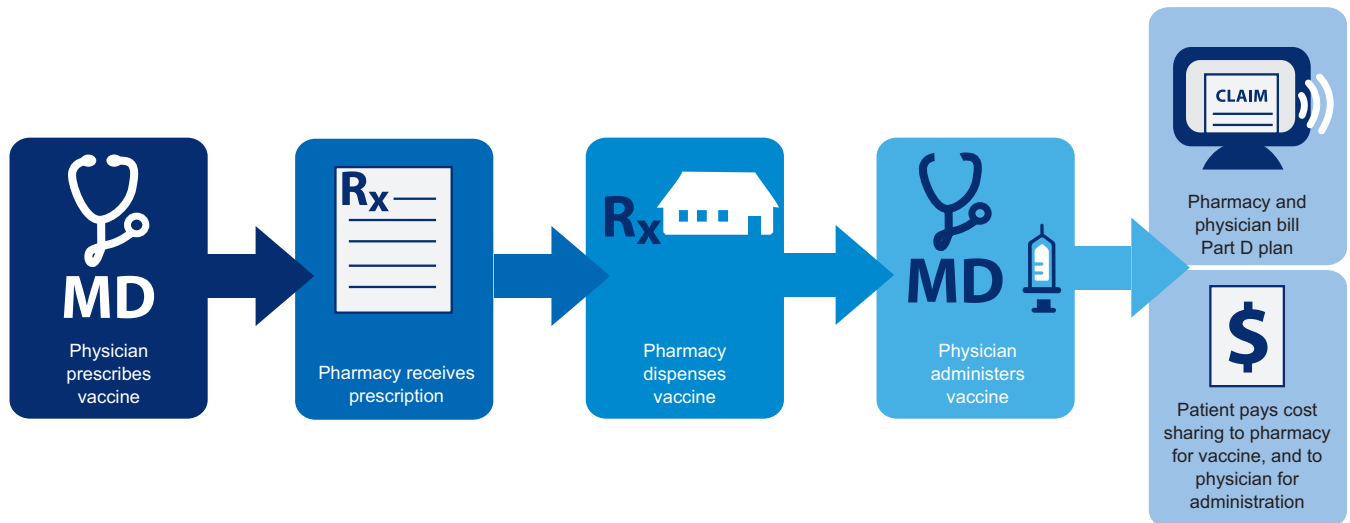 MD
Physician
prescribes
vaccine
Rx
Pharmacy receives
prescription
Rx
Pharmacy
dispenses
vaccine
MD
Physician
administers
vaccine
CLAIM
Pharmacy and
physician bill
Part D plan
$
Patient pays cost
sharing to pharmacy
for vaccine, and to
physician for
administration